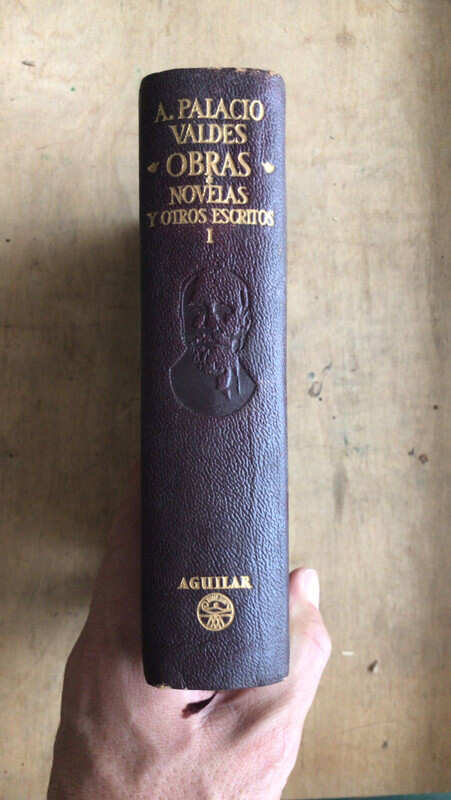 A. PALACIO
VALDES
OBRAS
NOVELAS
Y OTROS ESCRITOS
I
AGUILAR